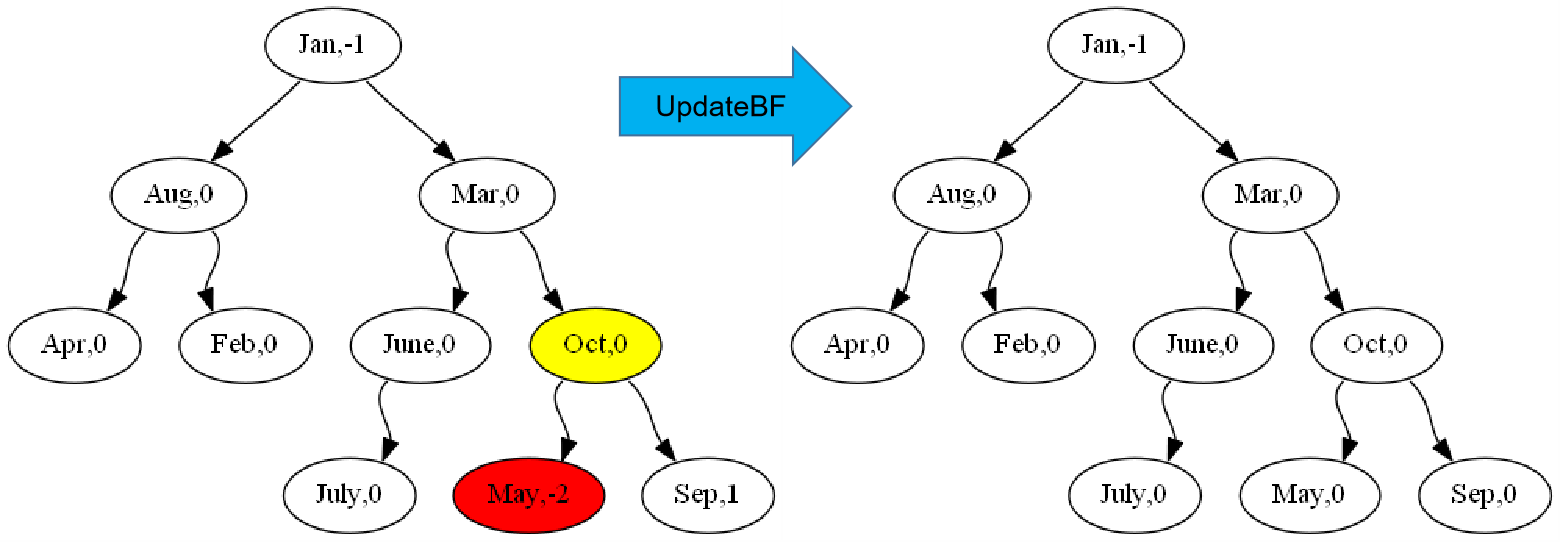 Jan,-1
UpdateBF
Jan,-1
Aug,0
Mar,0
Aug,0
Mar,0
Apr,0
Feb,0
June,0
Oct,0
Apr,0
Feb,0
June,0
Oct,0
July,0
May,-2
Sep,1
July,0
May,0
Sep,0